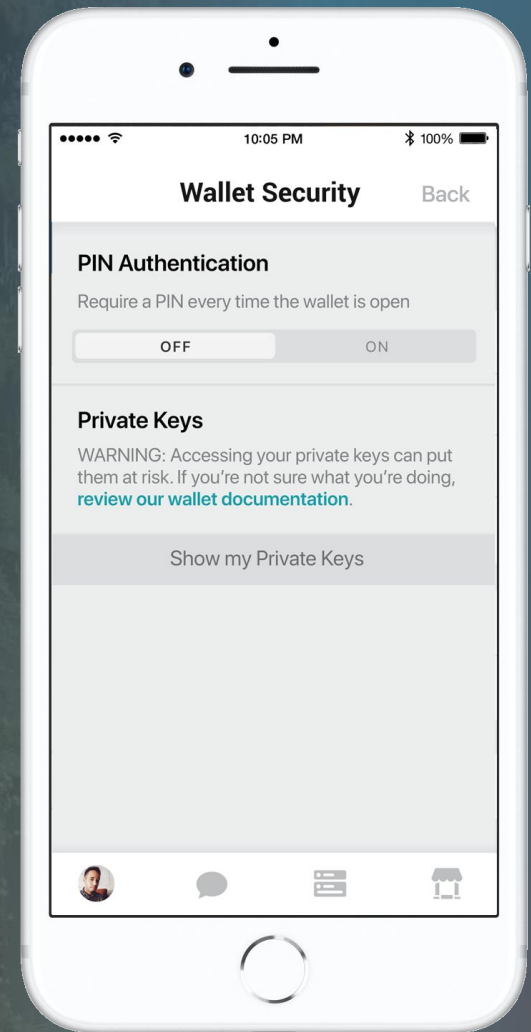 10:05 PM
100%
Wallet Security
Back
PIN Authentication
Require a PIN every time the wallet is open
OFF
ON
Private Keys
WARNING: Accessing your private keys can put
them at risk. If you’re not sure what you’re doing,
review our wallet documentation.
Show my Private Keys